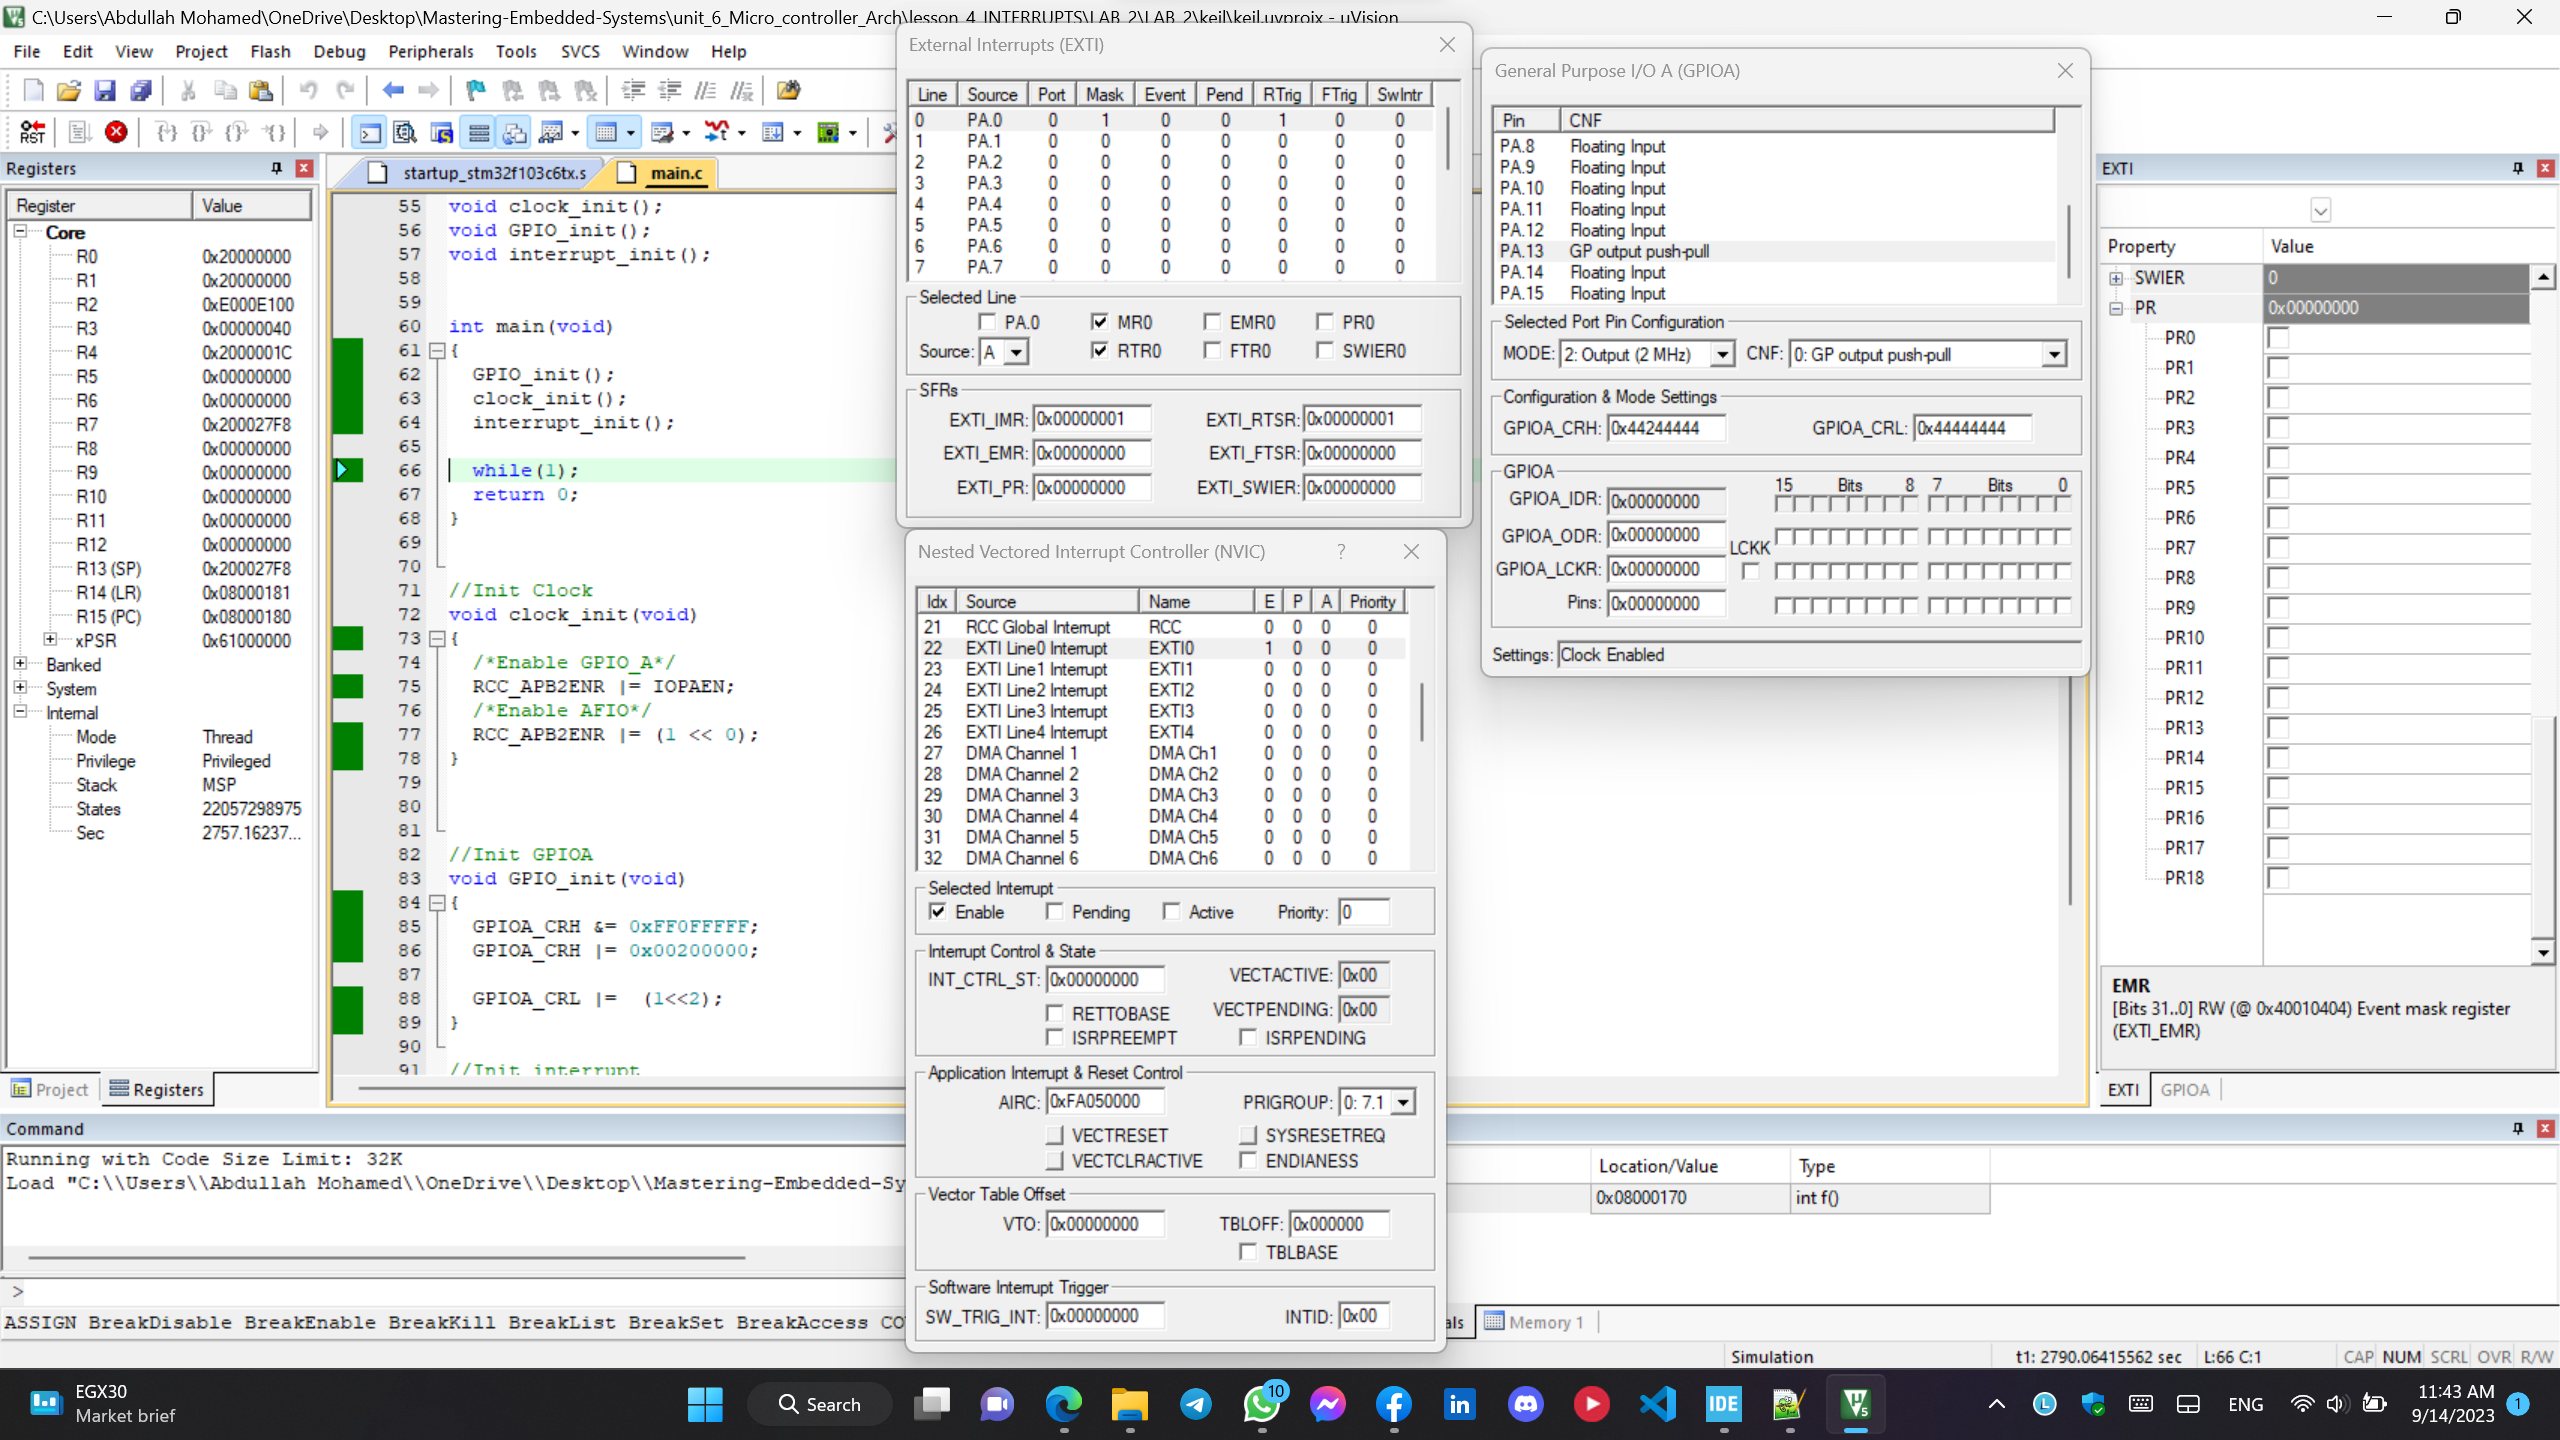 C:\Users\Abdullah Mohamed\OneDrive\Desktop\Mastering-Embedded-Systems\unit_6_Micro_controller_Arch\lesson_4_INTERRUPTS\LAB_2\LAB_2\keil\keil.uvprojx - µVision
File Edit View Project Flash Debug Peripherals Tools SVCS Window Help
RST
Registers
Register Value
Core
R0 0x20000000
R1 0x20000000
R2 0xE000E100
R3 0x00000040
R4 0x2000001C
R5 0x00000000
R6 0x00000000
R7 0x200027F8
R8 0x00000000
R9 0x00000000
R10 0x00000000
R11 0x00000000
R12 0x00000000
R13 (SP) 0x200027F8
R14 (LR) 0x08000181
R15 (PC) 0x08000180
xPSR 0x61000000
Banked
System
Internal
Mode Thread
Privilege Privileged
Stack MSP
States 22057298975
Sec 2757.16237...
Project Registers
startup_stm32f103c6tx.s main.c
55 void clock_init();
56 void GPIO_init();
57 void interrupt_init();
58
59
60 int main(void)
61 {
62 GPIO_init();
63 clock_init();
64 interrupt_init();
65
66 while(1);
67 return 0;
68 }
69
70
71 //Init Clock
72 void clock_init(void)
73 {
74 /*Enable GPIO_A*/
75 RCC_APB2ENR |= IOPAEN;
76 /*Enable AFIO*/
77 RCC_APB2ENR |= (1 << 0);
78 }
79
80
81
82 //Init GPIOA
83 void GPIO_init(void)
84 {
85 GPIOA_CRH &= 0xFF0FFFFF;
86 GPIOA_CRH |= 0x00200000;
87
88 GPIOA_CRL |= (1<<2);
89 }
90
91 //Init interrupt
External Interrupts (EXTI)
Line Source Port Mask Event Pend RTrig FTrig SwIntr
0 PA.0 0 1 0 0 1 0 0
1 PA.1 0 0 0 0 0 0 0
2 PA.2 0 0 0 0 0 0 0
3 PA.3 0 0 0 0 0 0 0
4 PA.4 0 0 0 0 0 0 0
5 PA.5 0 0 0 0 0 0 0
6 PA.6 0 0 0 0 0 0 0
7 PA.7 0 0 0 0 0 0 0
Selected Line
PA.0 MR0 EMR0 PR0
Source: A RTR0 FTR0 SWIER0
SFRs
EXTI_IMR: 0x00000001 EXTI_RTSR: 0x00000001
EXTI_EMR: 0x00000000 EXTI_FTSR: 0x00000000
EXTI_PR: 0x00000000 EXTI_SWIER: 0x00000000
Nested Vectored Interrupt Controller (NVIC) ?
Idx Source Name E P A Priority
21 RCC Global Interrupt RCC 0 0 0 0
22 EXTI Line0 Interrupt EXTI0 1 0 0 0
23 EXTI Line1 Interrupt EXTI1 0 0 0 0
24 EXTI Line2 Interrupt EXTI2 0 0 0 0
25 EXTI Line3 Interrupt EXTI3 0 0 0 0
26 EXTI Line4 Interrupt EXTI4 0 0 0 0
27 DMA Channel 1 DMA Ch1 0 0 0 0
28 DMA Channel 2 DMA Ch2 0 0 0 0
29 DMA Channel 3 DMA Ch3 0 0 0 0
30 DMA Channel 4 DMA Ch4 0 0 0 0
31 DMA Channel 5 DMA Ch5 0 0 0 0
32 DMA Channel 6 DMA Ch6 0 0 0 0
Selected Interrupt
Enable Pending Active Priority: 0
Interrupt Control & State
INT_CTRL_ST: 0x00000000 VECTACTIVE: 0x00
RETTOBASE VECTPENDING: 0x00
ISRPREEMPT ISRPENDING
Application Interrupt & Reset Control
AIRC: 0xFA050000 PRIGROUP: 0: 7.1
VECTRESET SYSRESETREQ
VECTCLRACTIVE ENDIANESS
Vector Table Offset
VTO: 0x00000000 TBLOFF: 0x000000
TBLBASE
Software Interrupt Trigger
SW_TRIG_INT: 0x00000000 INTID: 0x00
General Purpose I/O A (GPIOA)
Pin CNF
PA.8 Floating Input
PA.9 Floating Input
PA.10 Floating Input
PA.11 Floating Input
PA.12 Floating Input
PA.13 GP output push-pull
PA.14 Floating Input
PA.15 Floating Input
Selected Port Pin Configuration
MODE: 2: Output (2 MHz) CNF: 0: GP output push-pull
Configuration & Mode Settings
GPIOA_CRH: 0x44244444 GPIOA_CRL: 0x44444444
GPIOA
15 Bits 8 7 Bits 0
GPIOA_IDR: 0x00000000
GPIOA_ODR: 0x00000000
LCKK
GPIOA_LCKR: 0x00000000
Pins: 0x00000000
Settings: Clock Enabled
EXTI
Property Value
SWIER 0
PR 0x00000000
PR0
PR1
PR2
PR3
PR4
PR5
PR6
PR7
PR8
PR9
PR10
PR11
PR12
PR13
PR14
PR15
PR16
PR17
PR18
EMR
[Bits 31..0] RW (@ 0x40010404) Event mask register
(EXTI_EMR)
EXTI GPIOA
Command
Running with Code Size Limit: 32K
Load "C:\\Users\\Abdullah Mohamed\\OneDrive\\Desktop\\Mastering-Embedded-Sy
>
ASSIGN BreakDisable BreakEnable BreakKill BreakList BreakSet BreakAccess CO
Location/Value Type
0x08000170 int f()
als Memory 1
Simulation t1: 2790.06415562 sec L:66 C:1 CAP NUM SCRL OVR R/W
EGX30
Market brief
Search
10
IDE
ENG
11:43 AM
9/14/2023
1